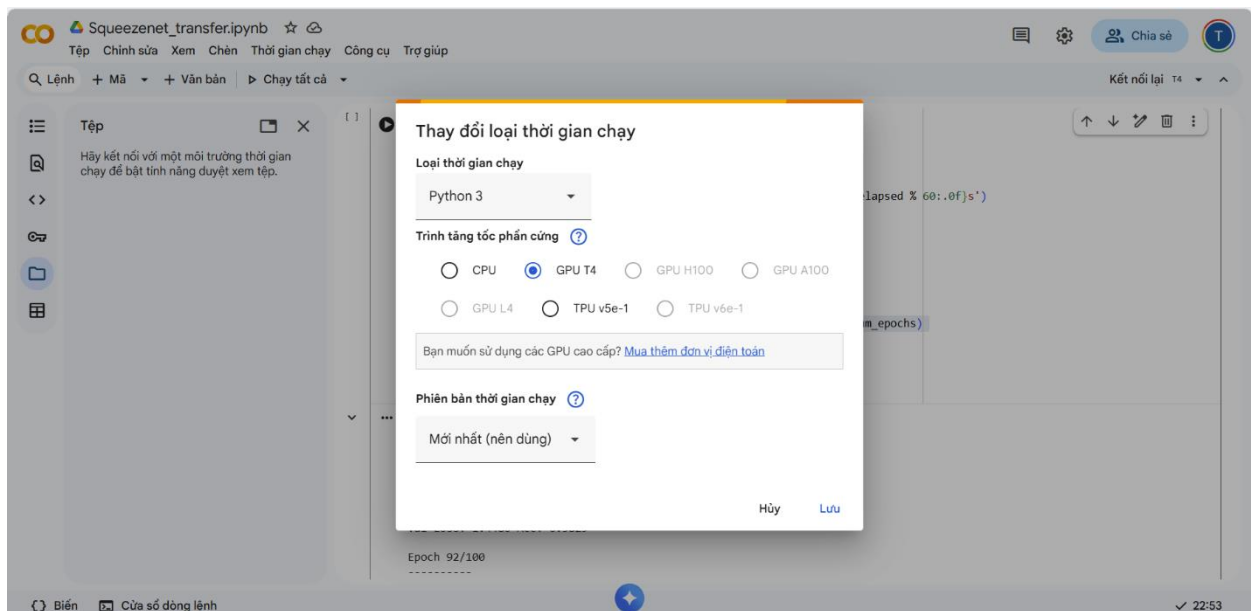 Squeezenet_transfer.ipynb
Tệp Chỉnh sửa Xem Chèn Thời gian chạy Công cụ Trợ giúp
Chia sẻ
T
Lệnh + Mã + Văn bản Chạy tất cả
Kết nối lại T4
Tệp
Hãy kết nối với một môi trường thời gian
chạy để bật tính năng duyệt xem tệp.
[ ]
lapsed % 60:.0f}s')
m_epochs)
Thay đổi loại thời gian chạy
Loại thời gian chạy
Python 3
Trình tăng tốc phần cứng
CPU GPU T4 GPU H100 GPU A100
GPU L4 TPU v5e-1 TPU v6e-1
Bạn muốn sử dụng các GPU cao cấp? Mua thêm đơn vị điện toán
Phiên bản thời gian chạy
Mới nhất (nên dùng)
Hủy Lưu
Epoch 92/100
----------
Biến Cửa sổ dòng lệnh
22:53